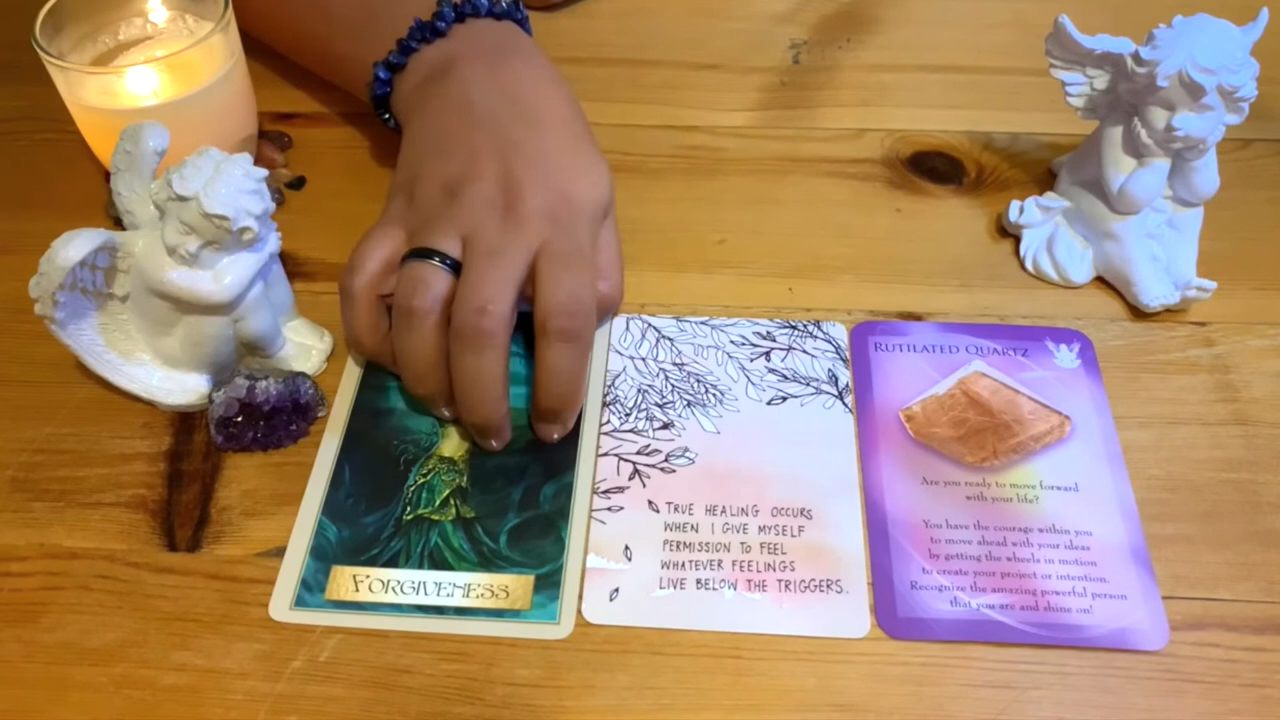 FORGIVENESS
TRUE HEALING OCCURS
WHEN I GIVE MYSELF
PERMISSION TO FEEL
WHATEVER FEELINGS
LIVE BELOW THE TRIGGERS.
RUTILATED QUARTZ
Are you ready to move forward
with your life?
You have the courage within you
to move ahead with your ideas
by getting the wheels in motion
to create your project or intention.
Recognize the amazing powerful person
that you are and shine on!